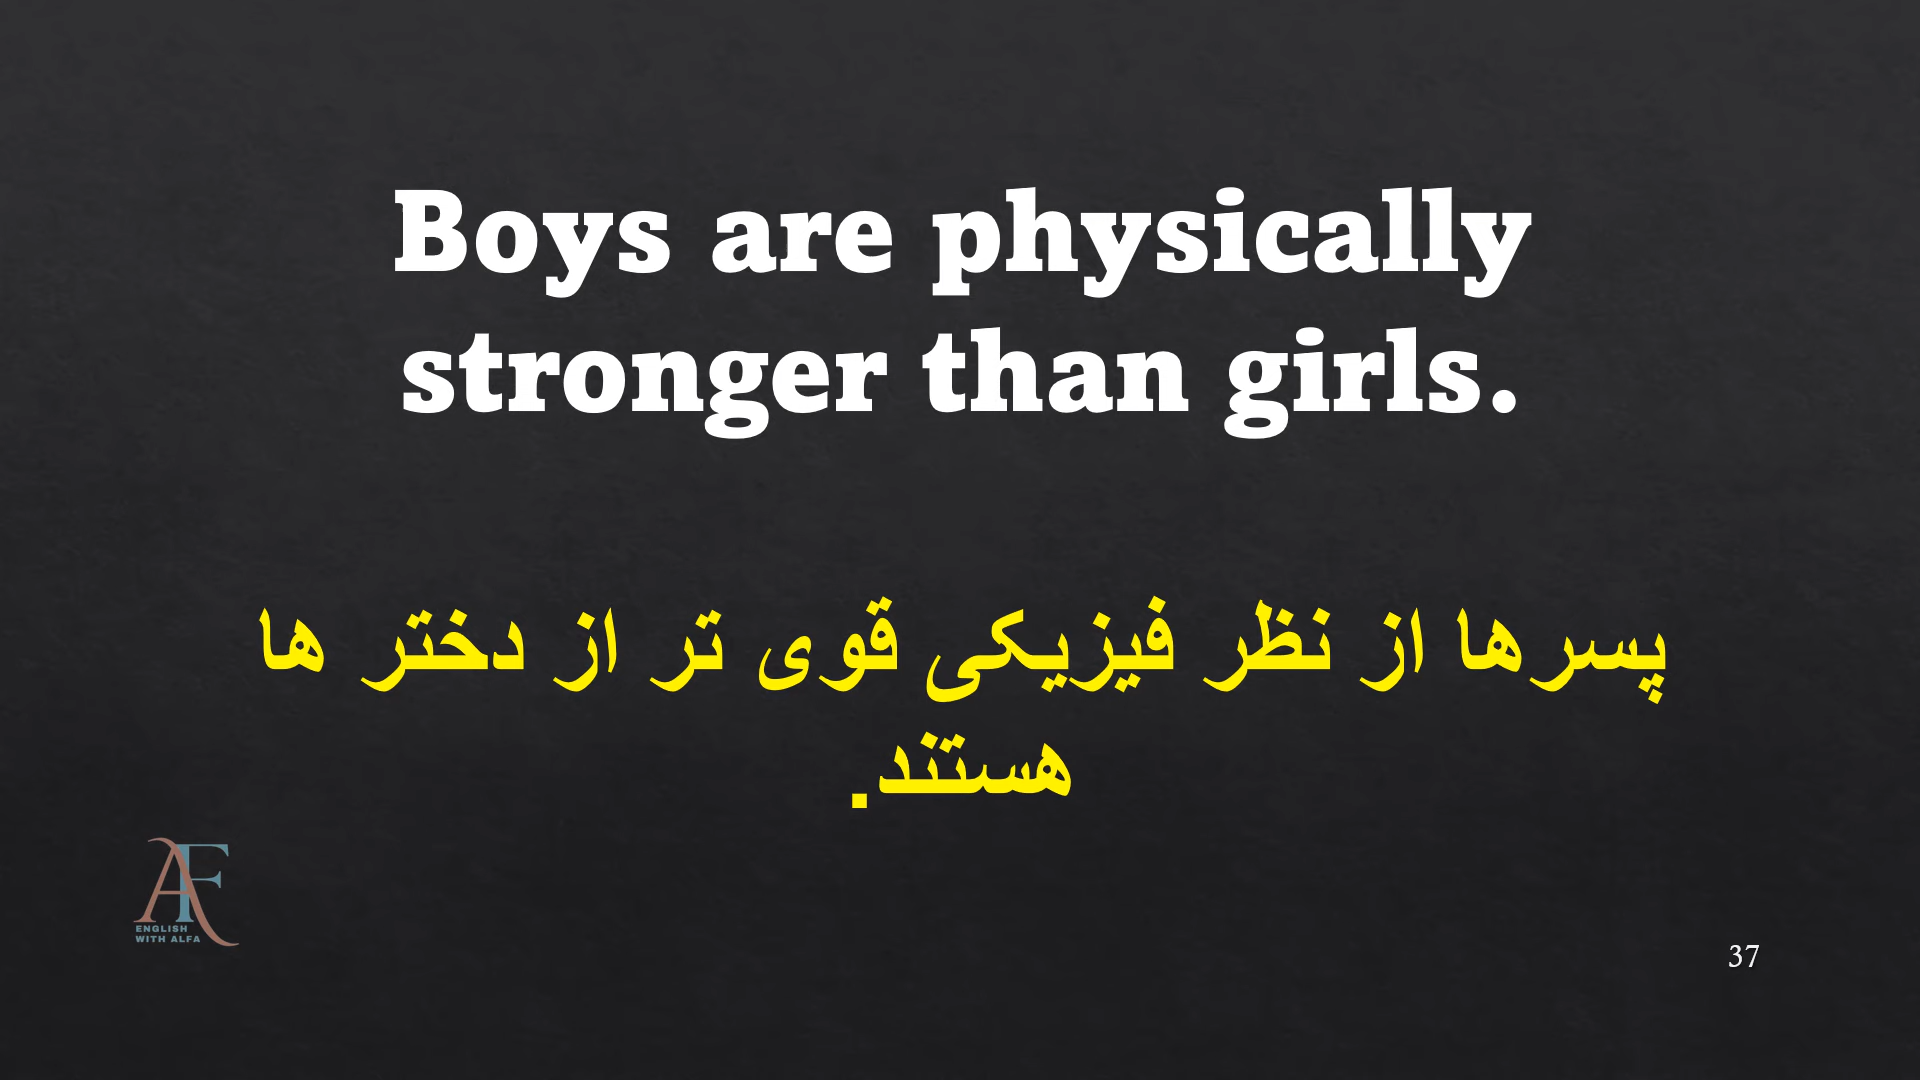 Boys are physically
stronger than girls.
پسرها از نظر فیزیکی قوی تر از دختر ها
هستند.
AF
ENGLISH
WITH ALFA
37